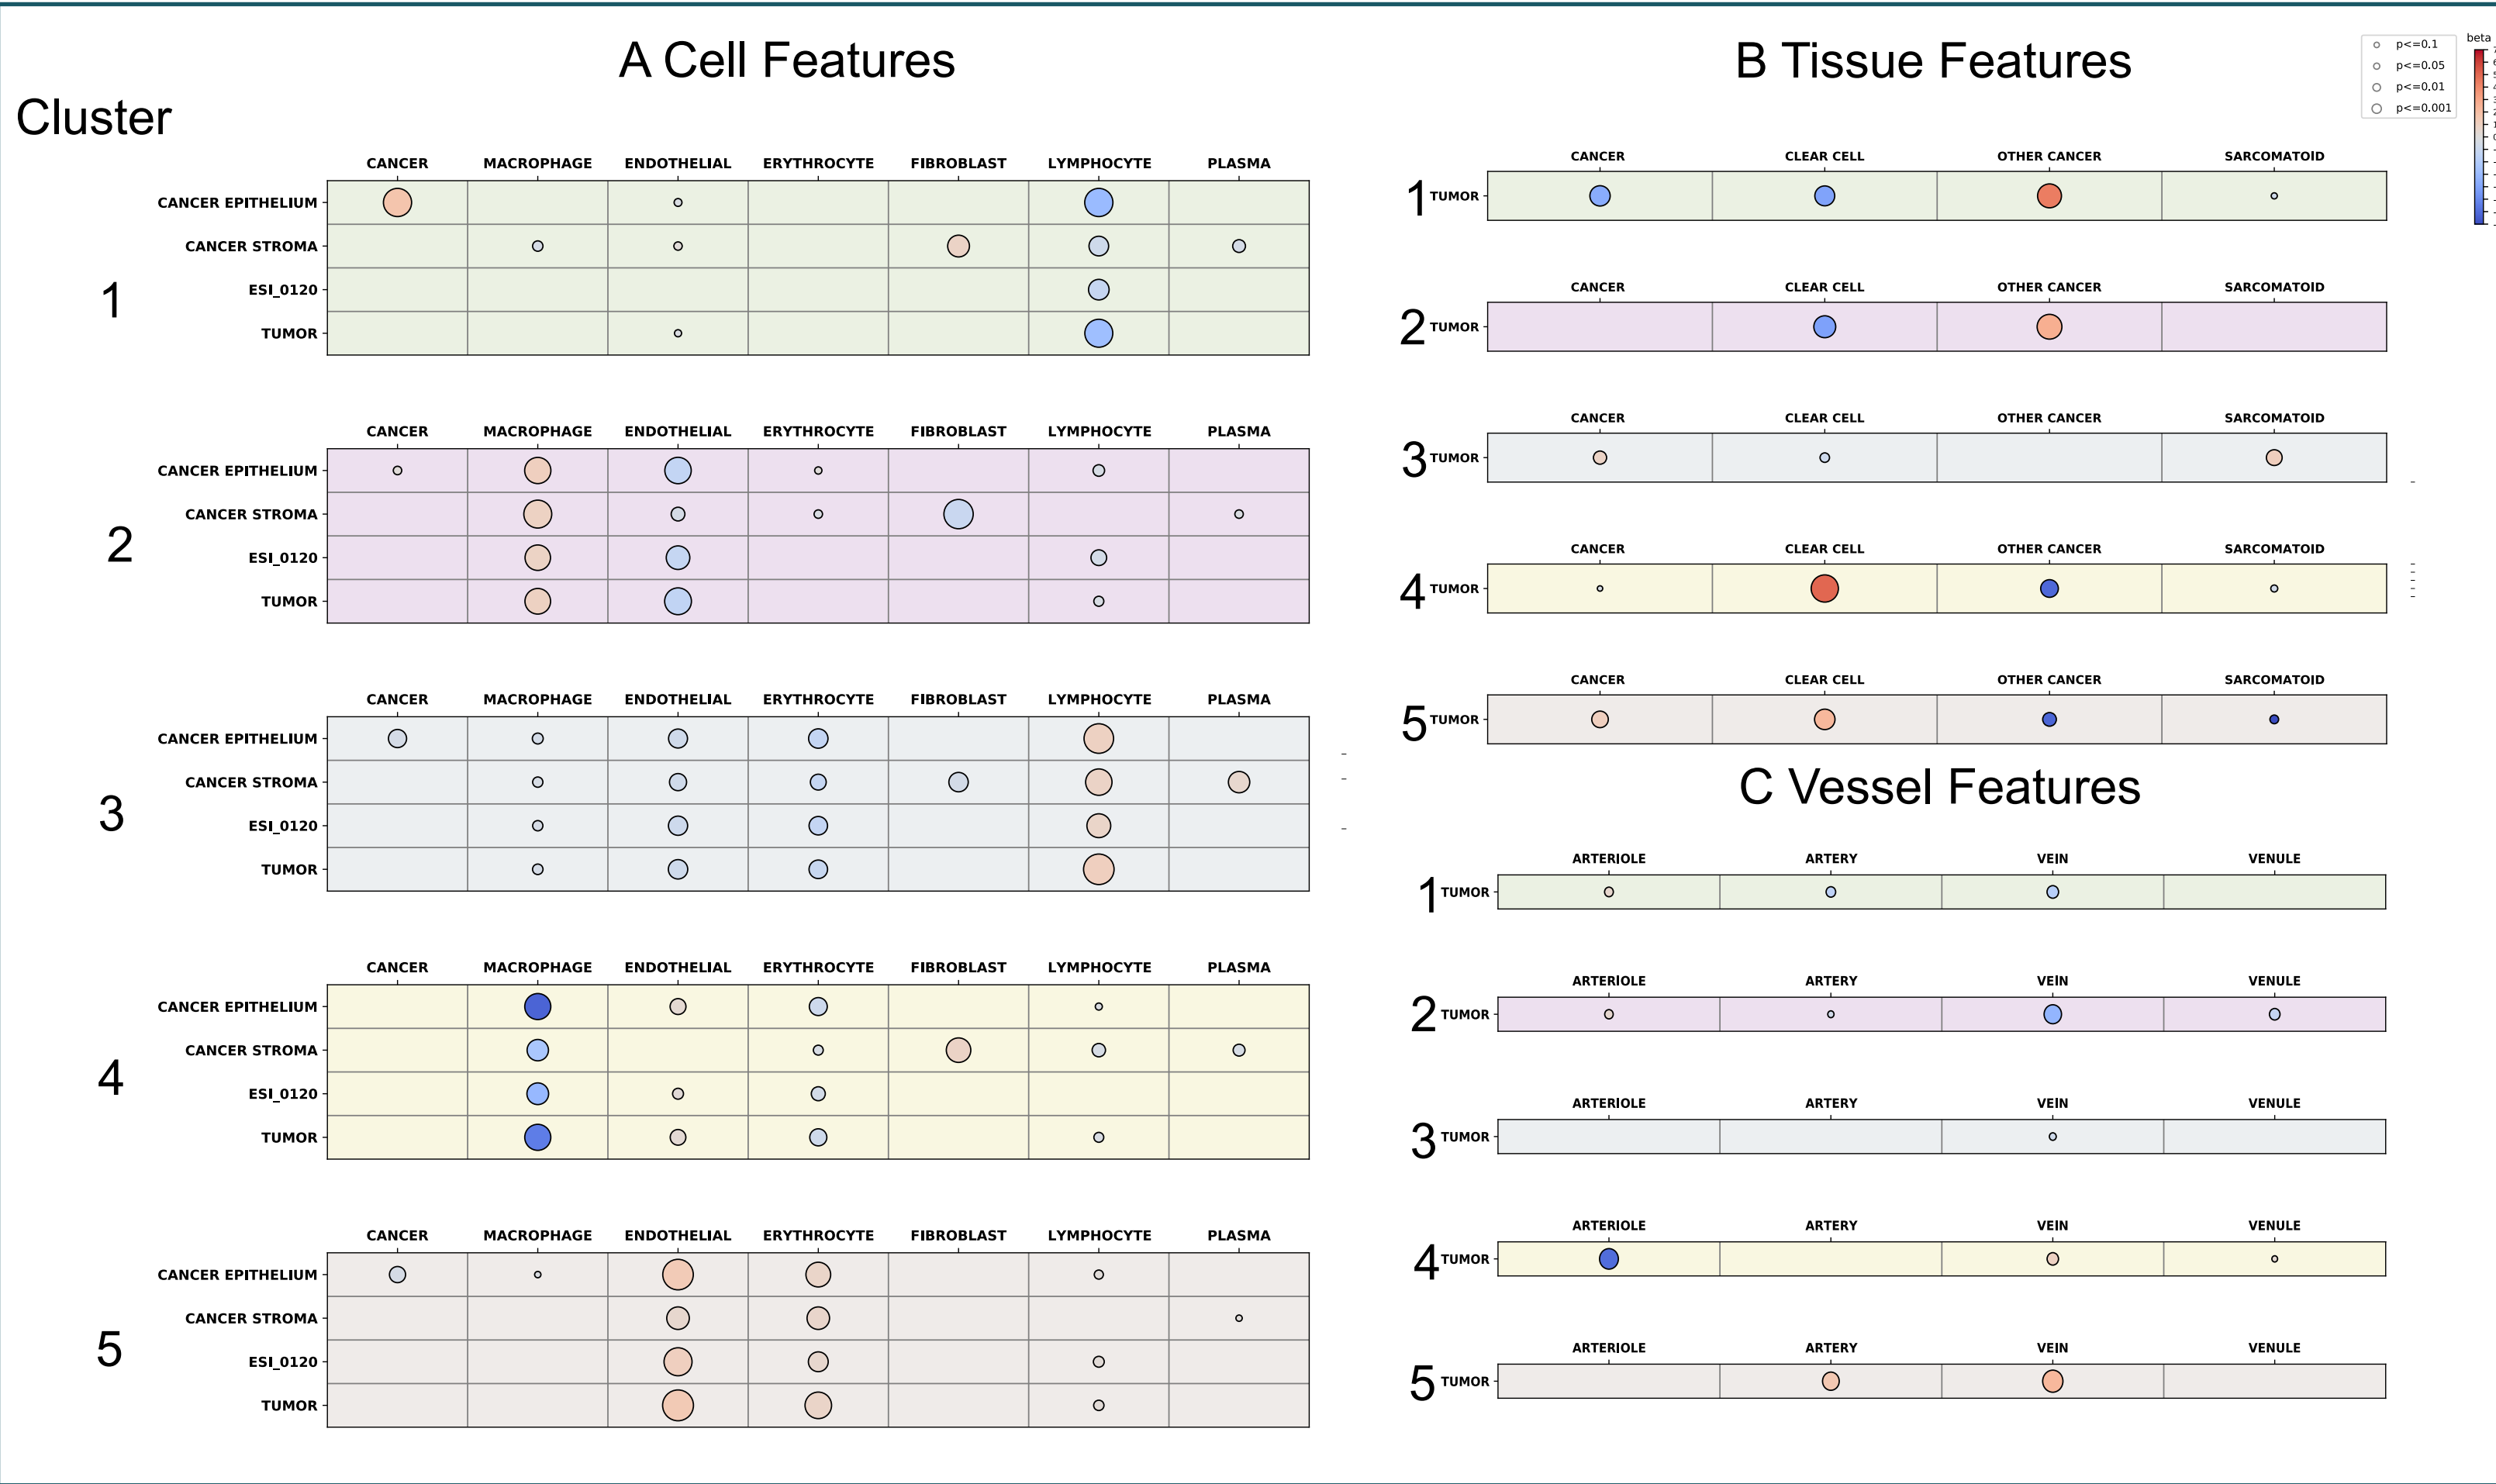 A Cell Features
Cluster
CANCER MACROPHAGE ENDOTHELIAL ERYTHROCYTE FIBROBLAST LYMPHOCYTE PLASMA
1
CANCER EPITHELIUM
CANCER STROMA
ESI_0120
TUMOR
CANCER MACROPHAGE ENDOTHELIAL ERYTHROCYTE FIBROBLAST LYMPHOCYTE PLASMA
2
CANCER EPITHELIUM
CANCER STROMA
ESI_0120
TUMOR
CANCER MACROPHAGE ENDOTHELIAL ERYTHROCYTE FIBROBLAST LYMPHOCYTE PLASMA
3
CANCER EPITHELIUM
CANCER STROMA
ESI_0120
TUMOR
CANCER MACROPHAGE ENDOTHELIAL ERYTHROCYTE FIBROBLAST LYMPHOCYTE PLASMA
4
CANCER EPITHELIUM
CANCER STROMA
ESI_0120
TUMOR
CANCER MACROPHAGE ENDOTHELIAL ERYTHROCYTE FIBROBLAST LYMPHOCYTE PLASMA
5
CANCER EPITHELIUM
CANCER STROMA
ESI_0120
TUMOR
B Tissue Features
p<=0.1
p<=0.05
p<=0.01
p<=0.001
beta
CANCER CLEAR CELL OTHER CANCER SARCOMATOID
1 TUMOR
CANCER CLEAR CELL OTHER CANCER SARCOMATOID
2 TUMOR
CANCER CLEAR CELL OTHER CANCER SARCOMATOID
3 TUMOR
CANCER CLEAR CELL OTHER CANCER SARCOMATOID
4 TUMOR
CANCER CLEAR CELL OTHER CANCER SARCOMATOID
5 TUMOR
C Vessel Features
ARTERIOLE ARTERY VEIN VENULE
1 TUMOR
ARTERIOLE ARTERY VEIN VENULE
2 TUMOR
ARTERIOLE ARTERY VEIN VENULE
3 TUMOR
ARTERIOLE ARTERY VEIN VENULE
4 TUMOR
ARTERIOLE ARTERY VEIN VENULE
5 TUMOR